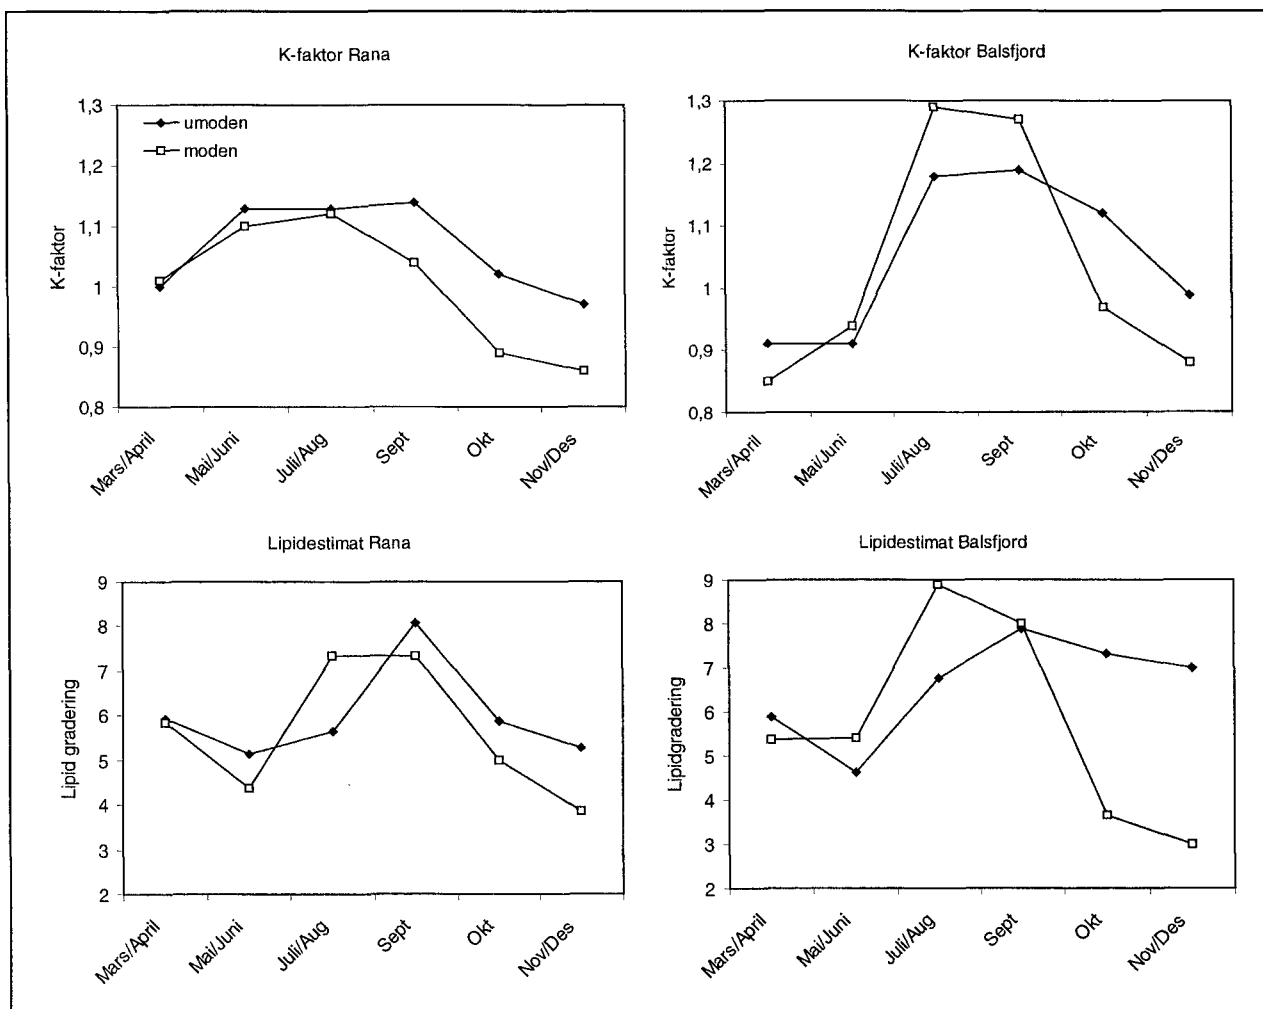 K-faktor Rana
K-faktor
1,3
1,2
1,1
1
0,9
0,8
umoden
moden
Mars/April
Mai/Juni
Juli/Aug
Sept
Okt
Nov/Des
K-faktor Balsfjord
K-faktor
1,3
1,2
1,1
1
0,9
0,8
Mars/April
Mai/Juni
Juli/Aug
Sept
Okt
Nov/Des
Lipidestimat Rana
Lipid gradering
9
8
7
6
5
4
3
2
Mars/April
Mai/Juni
Juli/Aug
Sept
Okt
Nov/Des
Lipidestimat Balsfjord
Lipidgradering
9
8
7
6
5
4
3
2
Mars/April
Mai/Juni
Juli/Aug
Sept
Okt
Nov/Des